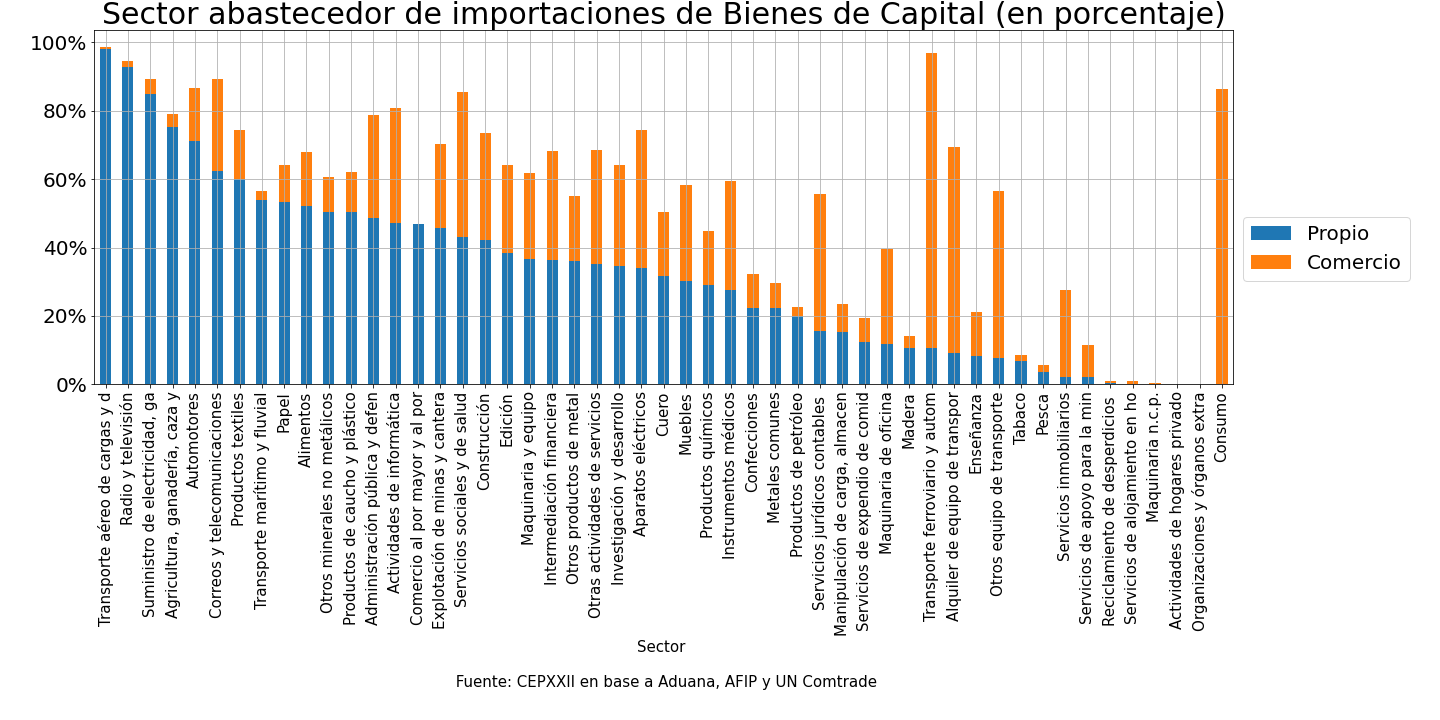 Sector abastecedor de importaciones de Bienes de Capital (en porcentaje)
100%
80%
60%
40%
20%
0%
Propio
Comercio
Transporte aéreo de cargas y d
Radio y televisión
Suministro de electricidad, ga
Agricultura, ganadería, caza y
Automotores
Correos y telecomunicaciones
Productos textiles
Transporte marítimo y fluvial
Papel
Alimentos
Otros minerales no metálicos
Productos de caucho y plástico
Administración pública y defen
Actividades de informática
Comercio al por mayor y al por
Explotación de minas y cantera
Servicios sociales y de salud
Construcción
Edición
Maquinaria y equipo
Intermediación financiera
Otros productos de metal
Otras actividades de servicios
Investigación y desarrollo
Aparatos eléctricos
Cuero
Muebles
Productos químicos
Instrumentos médicos
Confecciones
Metales comunes
Productos de petróleo
Servicios jurídicos contables
Manipulación de carga, almacen
Servicios de expendio de comid
Maquinaria de oficina
Madera
Transporte ferroviario y autom
Alquiler de equipo de transpor
Enseñanza
Otros equipo de transporte
Tabaco
Pesca
Servicios inmobiliarios
Servicios de apoyo para la min
Reciclamiento de desperdicios
Servicios de alojamiento en ho
Maquinaria n.c.p.
Actividades de hogares privado
Organizaciones y órganos extra
Consumo
Sector
Fuente: CEPXXII en base a Aduana, AFIP y UN Comtrade